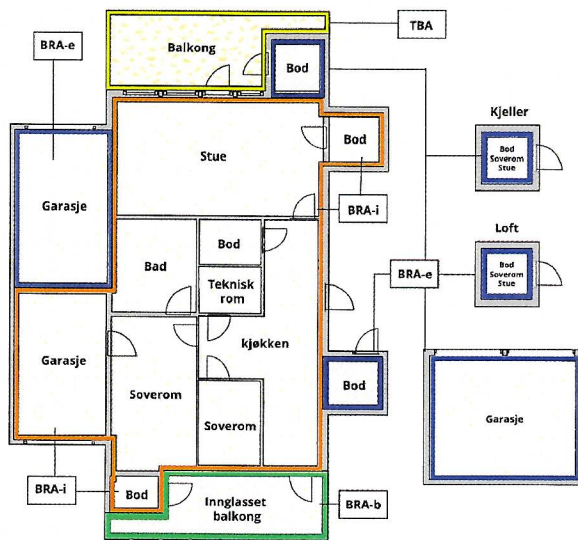 TBA
Balkong
BRA-e
Bod
Kjeller
Stue
Bod
Bod
Soverom
Stue
Garasje
BRA-i
Loft
Bad
Bod
Teknisk
rom
BRA-e
Bod
Soverom
Stue
Garasje
kjøkken
Soverom
Bod
Soverom
Garasje
BRA-i
Bod
Innglasset
balkong
BRA-b